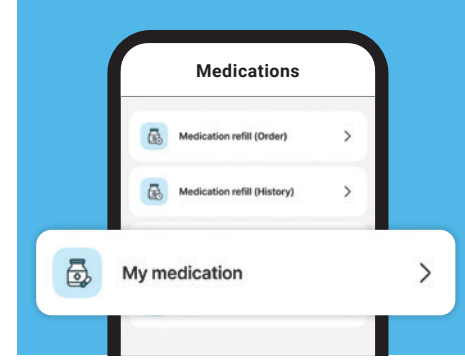 Medications
Medication refill (Order)
Medication refill (History)
My medication